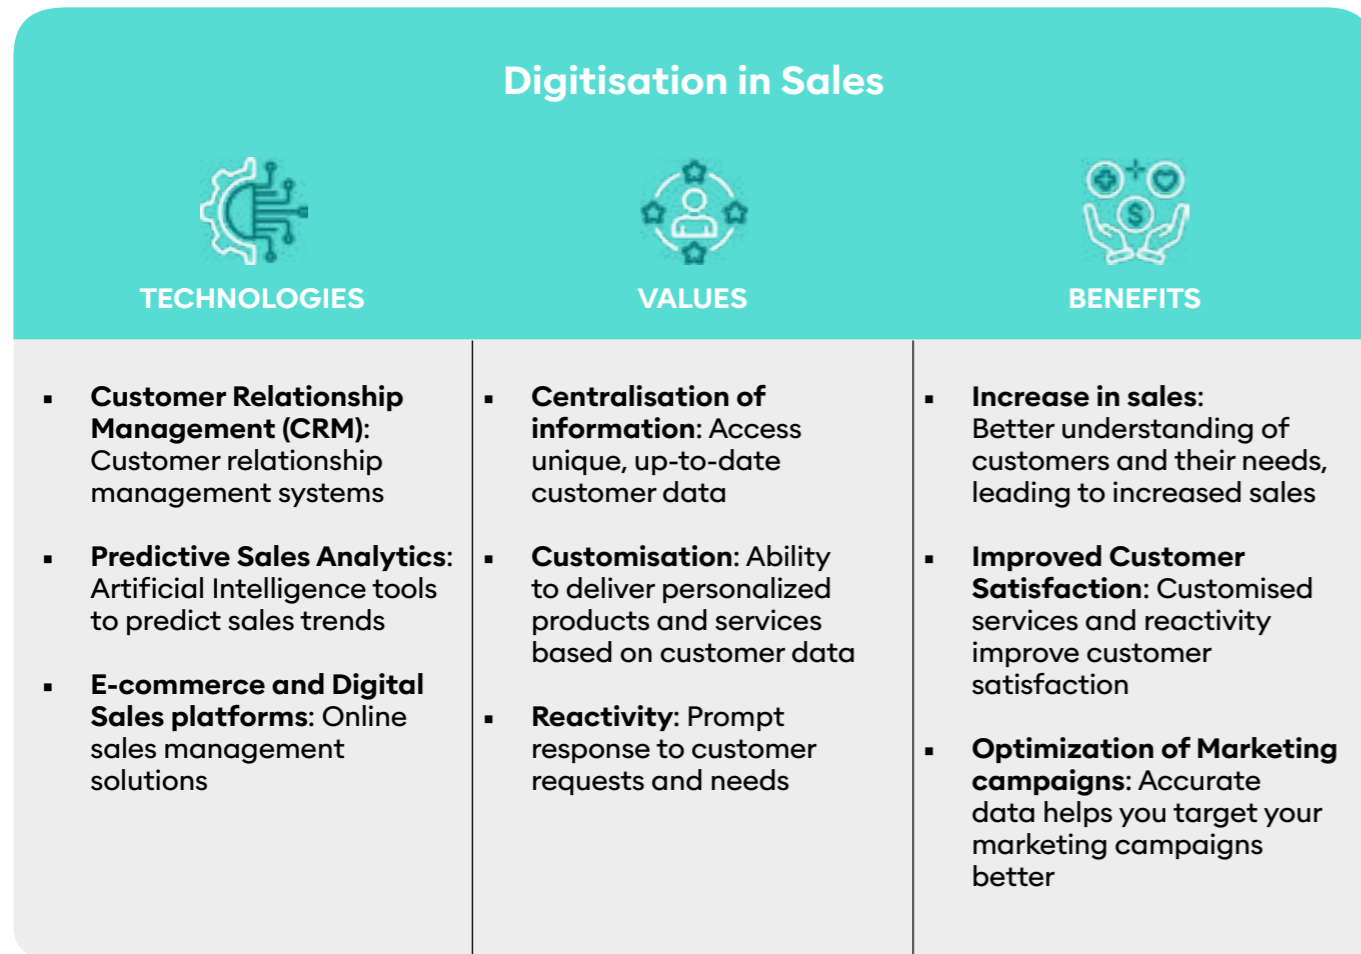 Digitisation in Sales
TECHNOLOGIES
VALUES
BENEFITS
▪ Customer Relationship
Management (CRM):
Customer relationship
management systems
▪ Predictive Sales Analytics:
Artificial Intelligence tools
to predict sales trends
▪ E-commerce and Digital
Sales platforms: Online
sales management
solutions
▪ Centralisation of
information: Access
unique, up-to-date
customer data
▪ Customisation: Ability
to deliver personalized
products and services
based on customer data
▪ Reactivity: Prompt
response to customer
requests and needs
▪ Increase in sales:
Better understanding of
customers and their needs,
leading to increased sales
▪ Improved Customer
Satisfaction: Customised
services and reactivity
improve customer
satisfaction
▪ Optimization of Marketing
campaigns: Accurate
data helps you target your
marketing campaigns
better